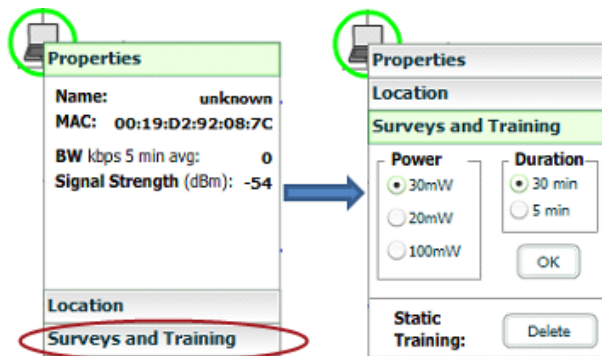 Properties
Name: unknown
MAC: 00:19:D2:92:08:7C
BW kbps 5 min avg: 0
Signal Strength (dBm): -54
Location
Surveys and Training
Properties
Location
Surveys and Training
Power
30mW
20mW
100mW
Duration
30 min
5 min
OK
Static
Training:
Delete